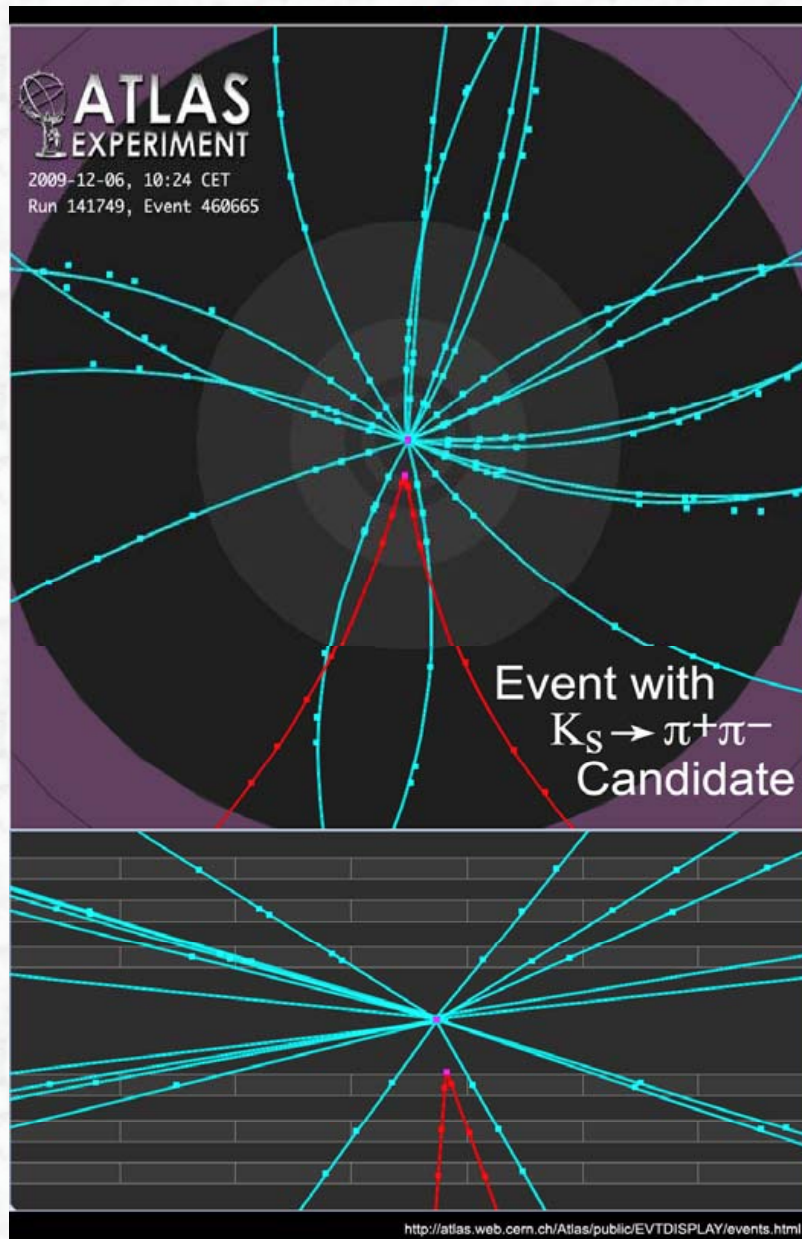 ATLAS
EXPERIMENT
2009-12-06, 10:24 CET
Run 141749, Event 460665
Event with
K_S → π⁺π⁻
Candidate
http://atlas.web.cern.ch/Atlas/public/EVTDISPLAY/events.html